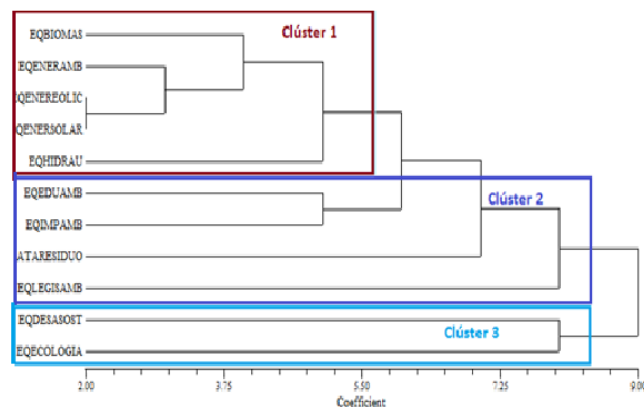 Clúster 1
EQBIOMAS
EQENERAMB
EQENEREOLIC
QENERSOLAR
EQHIDRAU
EQEDUAMB
EQIMPAMB
Clúster 2
ATARESIDUO
EQLEGISAMB
EQDESASOST
Clúster 3
EQECOLOGIA
2.00 3.75 5.50 7.25 9.00
Coefficient